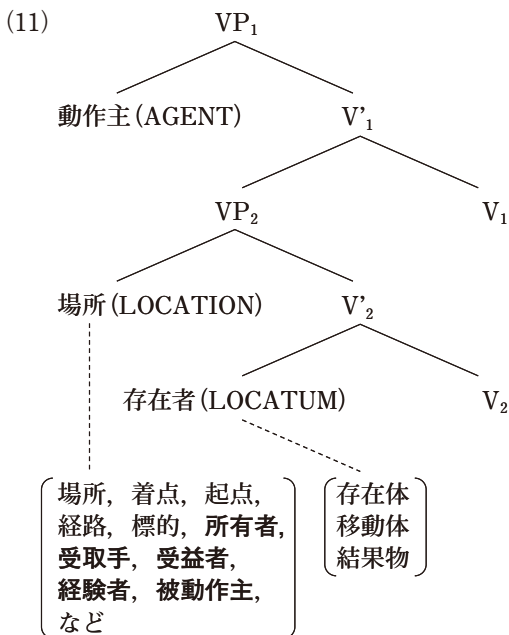 (11) VP₁
動作主(AGENT) V’₁
VP₂ V₁
場所(LOCATION) V’₂
存在者(LOCATUM) V₂
場所，着点，起点，
経路，標的，所有者，
受取手，受益者，
経験者，被動作主，
など
存在体
移動体
結果物